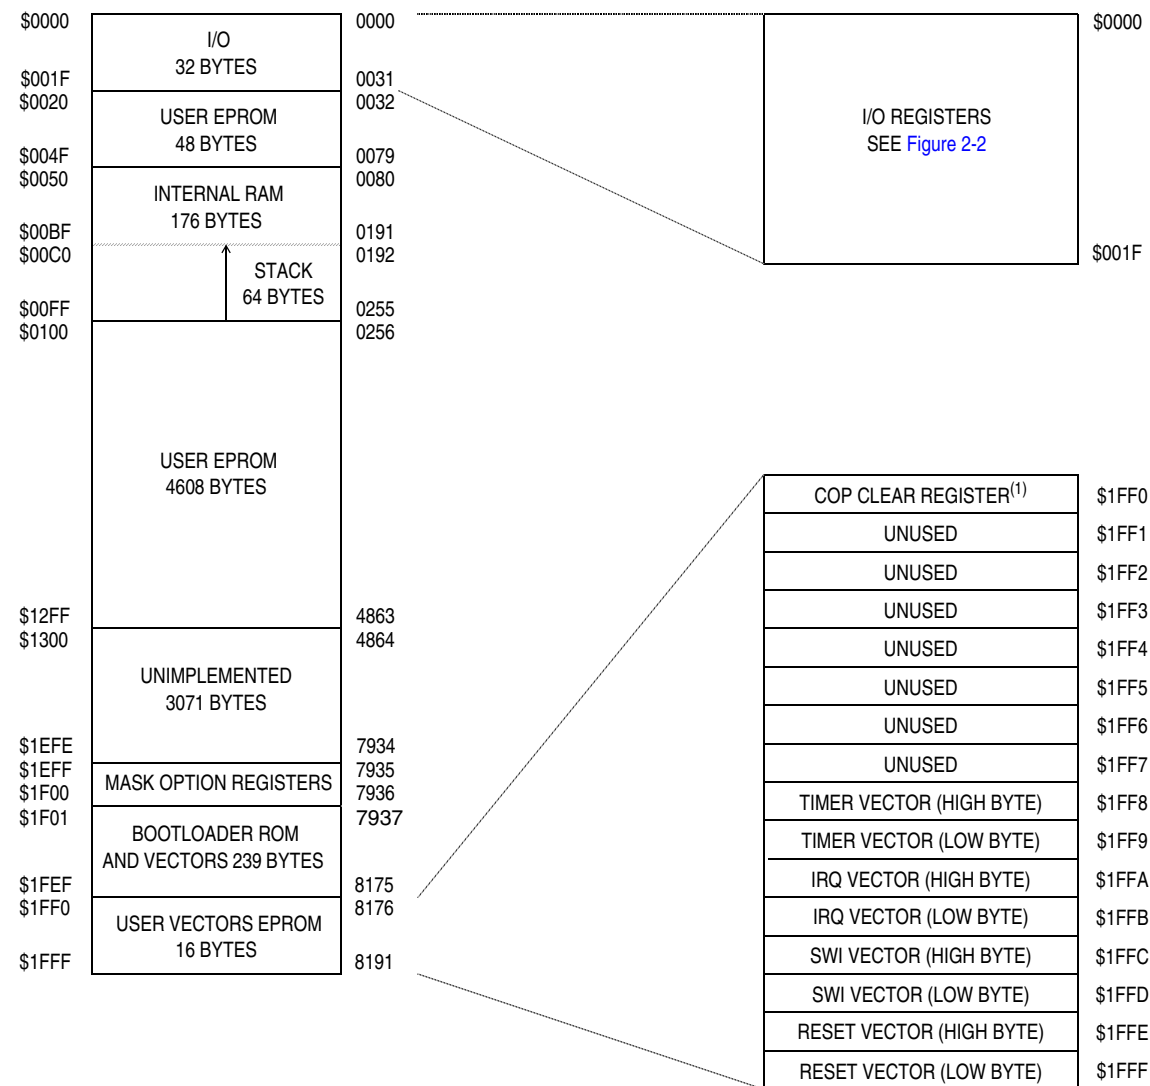 $0000
I/O
32 BYTES
0000
$001F
0031
$0020
0032
USER EPROM
48 BYTES
$004F
0079
$0050
0080
INTERNAL RAM
176 BYTES
$00BF
0191
$00C0
0192
STACK
64 BYTES
$00FF
0255
$0100
0256
USER EPROM
4608 BYTES
$12FF
4863
$1300
4864
UNIMPLEMENTED
3071 BYTES
$1EFE
7934
$1EFF
7935
MASK OPTION REGISTERS
$1F00
7936
$1F01
7937
BOOTLOADER ROM
AND VECTORS 239 BYTES
$1FEF
8175
$1FF0
8176
USER VECTORS EPROM
16 BYTES
$1FFF
8191
$0000
I/O REGISTERS
SEE Figure 2-2
$001F
COP CLEAR REGISTER(1) $1FF0
UNUSED $1FF1
UNUSED $1FF2
UNUSED $1FF3
UNUSED $1FF4
UNUSED $1FF5
UNUSED $1FF6
UNUSED $1FF7
TIMER VECTOR (HIGH BYTE) $1FF8
TIMER VECTOR (LOW BYTE) $1FF9
IRQ VECTOR (HIGH BYTE) $1FFA
IRQ VECTOR (LOW BYTE) $1FFB
SWI VECTOR (HIGH BYTE) $1FFC
SWI VECTOR (LOW BYTE) $1FFD
RESET VECTOR (HIGH BYTE) $1FFE
RESET VECTOR (LOW BYTE) $1FFF